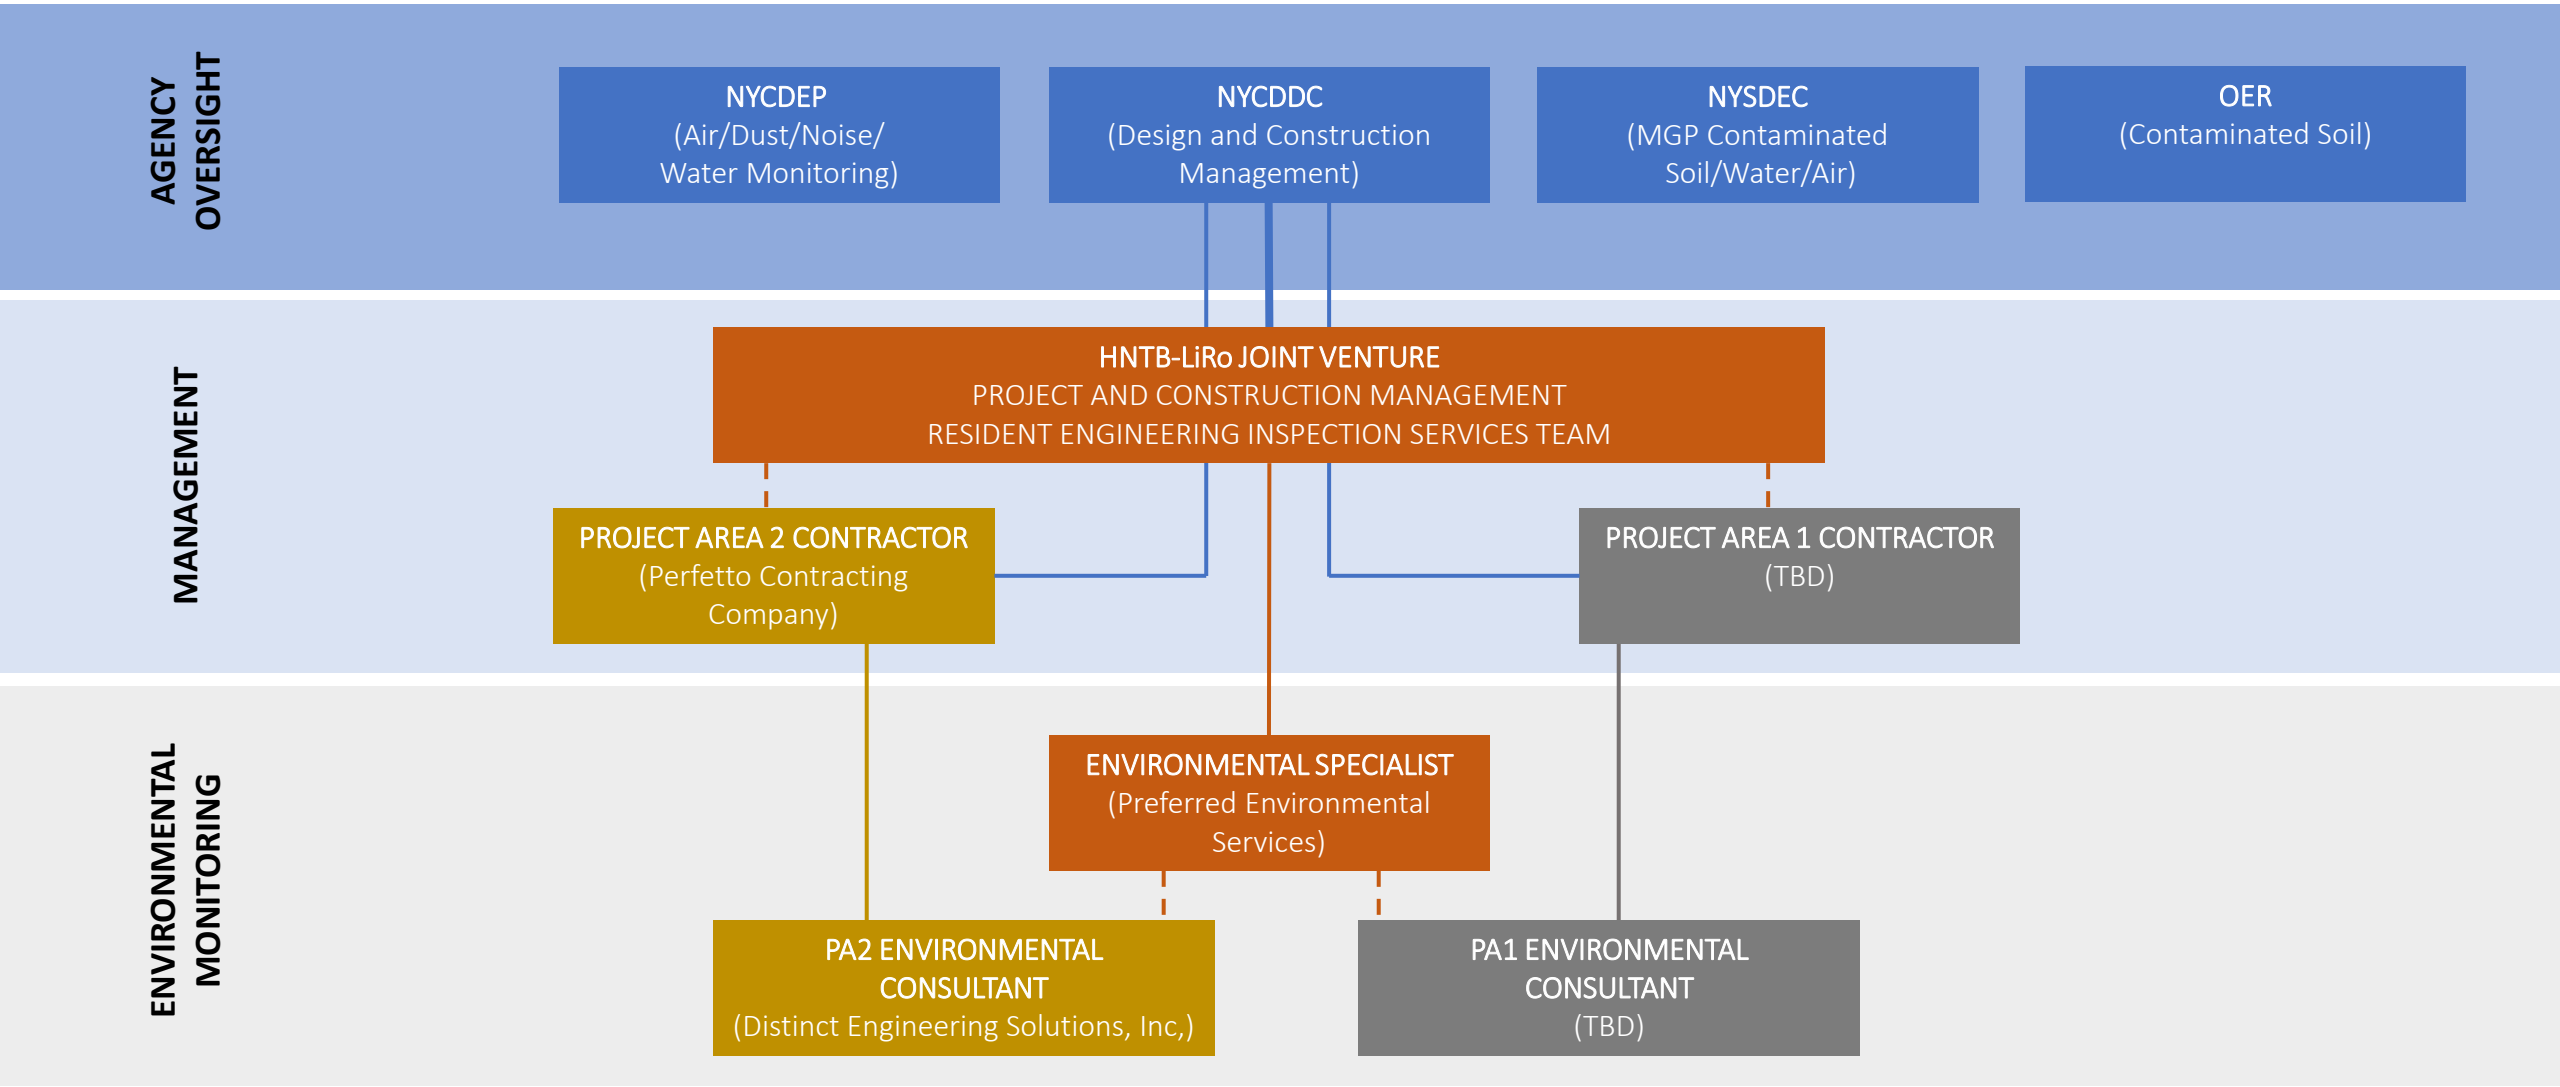 AGENCY
OVERSIGHT
NYCDEP
(Air/Dust/Noise/
Water Monitoring)
NYCDDC
(Design and Construction
Management)
NYSDEC
(MGP Contaminated
Soil/Water/Air)
OER
(Contaminated Soil)
MANAGEMENT
HNTB-LiRo JOINT VENTURE
PROJECT AND CONSTRUCTION MANAGEMENT
RESIDENT ENGINEERING INSPECTION SERVICES TEAM
PROJECT AREA 2 CONTRACTOR
(Perfetto Contracting
Company)
PROJECT AREA 1 CONTRACTOR
(TBD)
ENVIRONMENTAL
MONITORING
ENVIRONMENTAL SPECIALIST
(Preferred Environmental
Services)
PA2 ENVIRONMENTAL
CONSULTANT
(Distinct Engineering Solutions, Inc,)
PA1 ENVIRONMENTAL
CONSULTANT
(TBD)